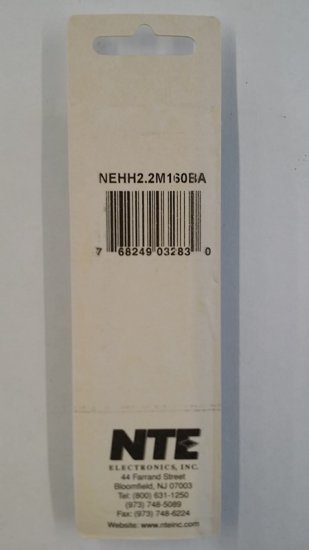 NEHH2.2M160BA
7 68249 03283 0
NTE
ELECTRONICS, INC.
44 Farrand Street
Bloomfield, NJ 07003
Tel: (800) 631-1250
(973) 748-5089
Fax: (973) 748-6224
Website: www.nteinc.com